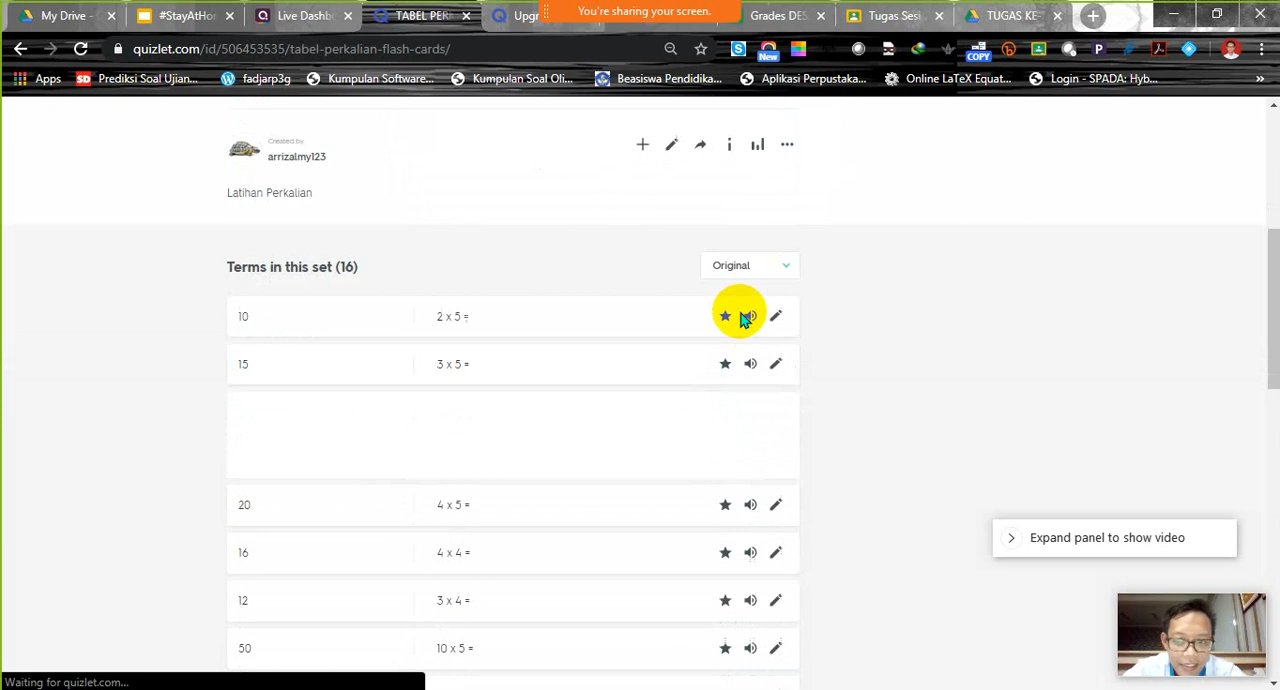 My Drive -
#StayAtHo
Live Dashb
TABEL PER
Upgr
You're sharing your screen.
Grades DES
Tugas Sesi
TUGAS KE
quizlet.com/id/506453535/tabel-perkalian-flash-cards/
New
COPY
Apps
Prediksi Soal Ujian...
fadjarp3g
Kumpulan Software...
Kumpulan Soal Oli...
Beasiswa Pendidika...
Aplikasi Perpustaka...
Online LaTeX Equat...
Login - SPADA: Hyb...
Created by
arrizalmy123
Latihan Perkalian
Terms in this set (16)
Original
10 2 x 5 =
15 3 x 5 =
20 4 x 5 =
16 4 x 4 =
12 3 x 4 =
50 10 x 5 =
Expand panel to show video
Waiting for quizlet.com...